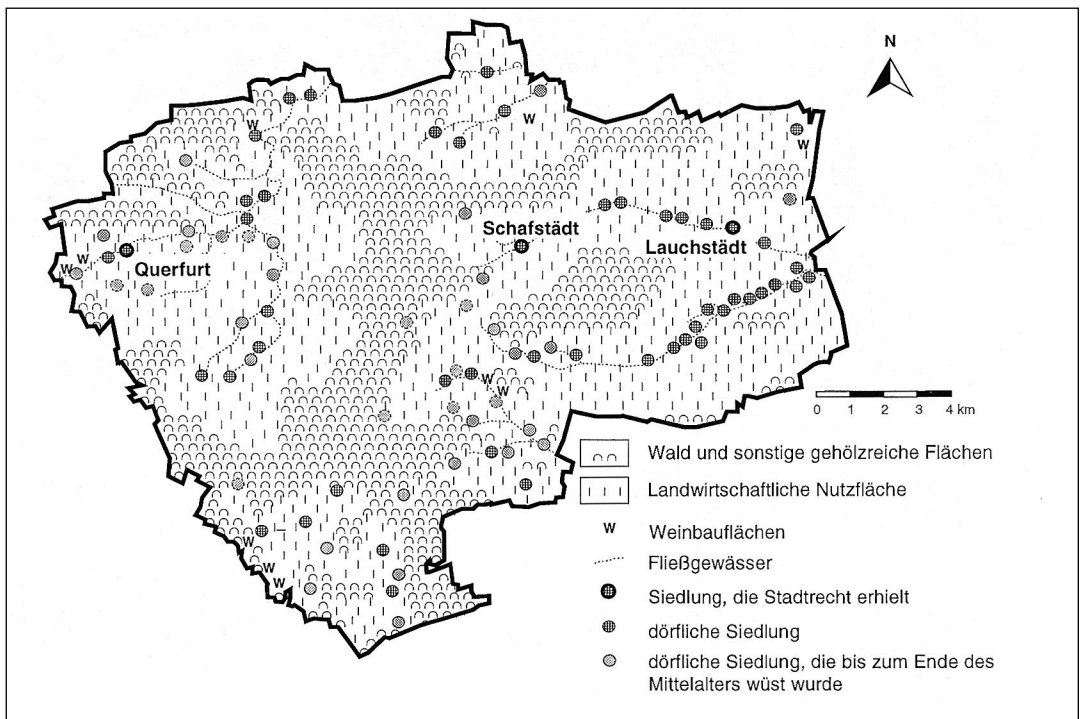 N
W
W
W
Schafstädt
Lauchstädt
Querfurt
W
W
W
W
0 1 2 3 4 km
Wald und sonstige gehölzreiche Flächen
Landwirtschaftliche Nutzfläche
W Weinbauflächen
Fließgewässer
Siedlung, die Stadtrecht erhielt
dörfliche Siedlung
dörfliche Siedlung, die bis zum Ende des
Mittelalters wüst wurde
W
W
W